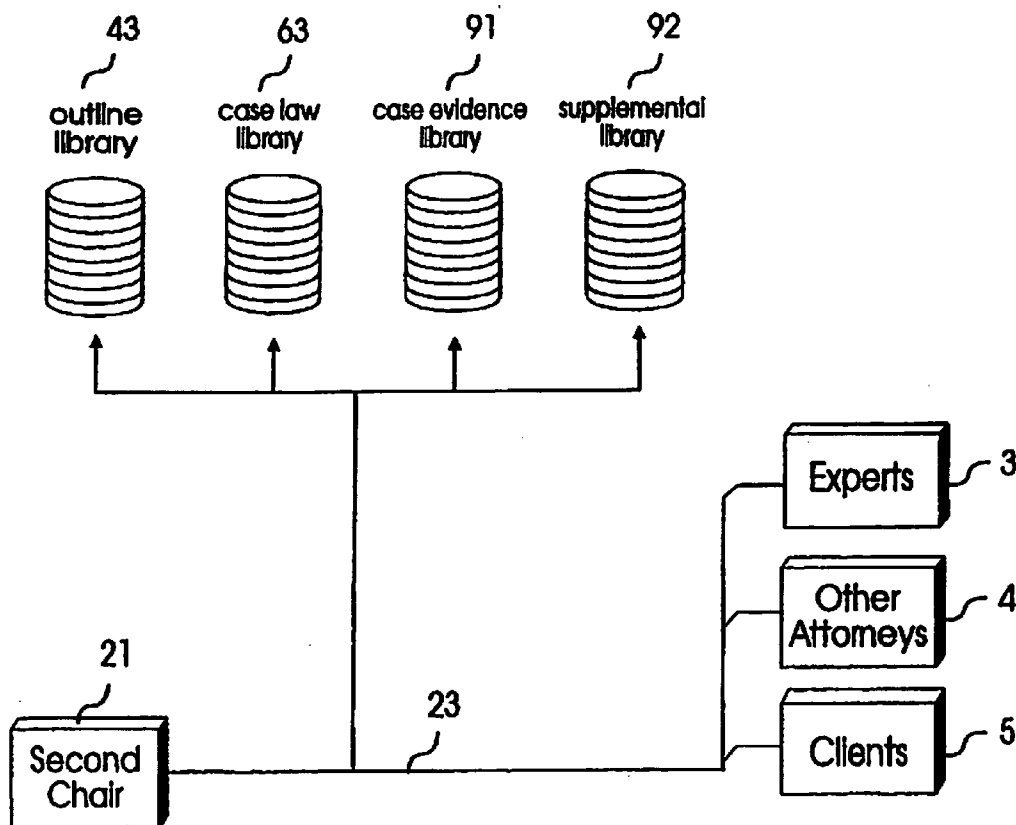 43
63
91
92
outline
library
case law
library
case evidence
library
supplemental
library
Experts
3
Other
Attorneys
4
21
23
Second
Chair
Clients
5